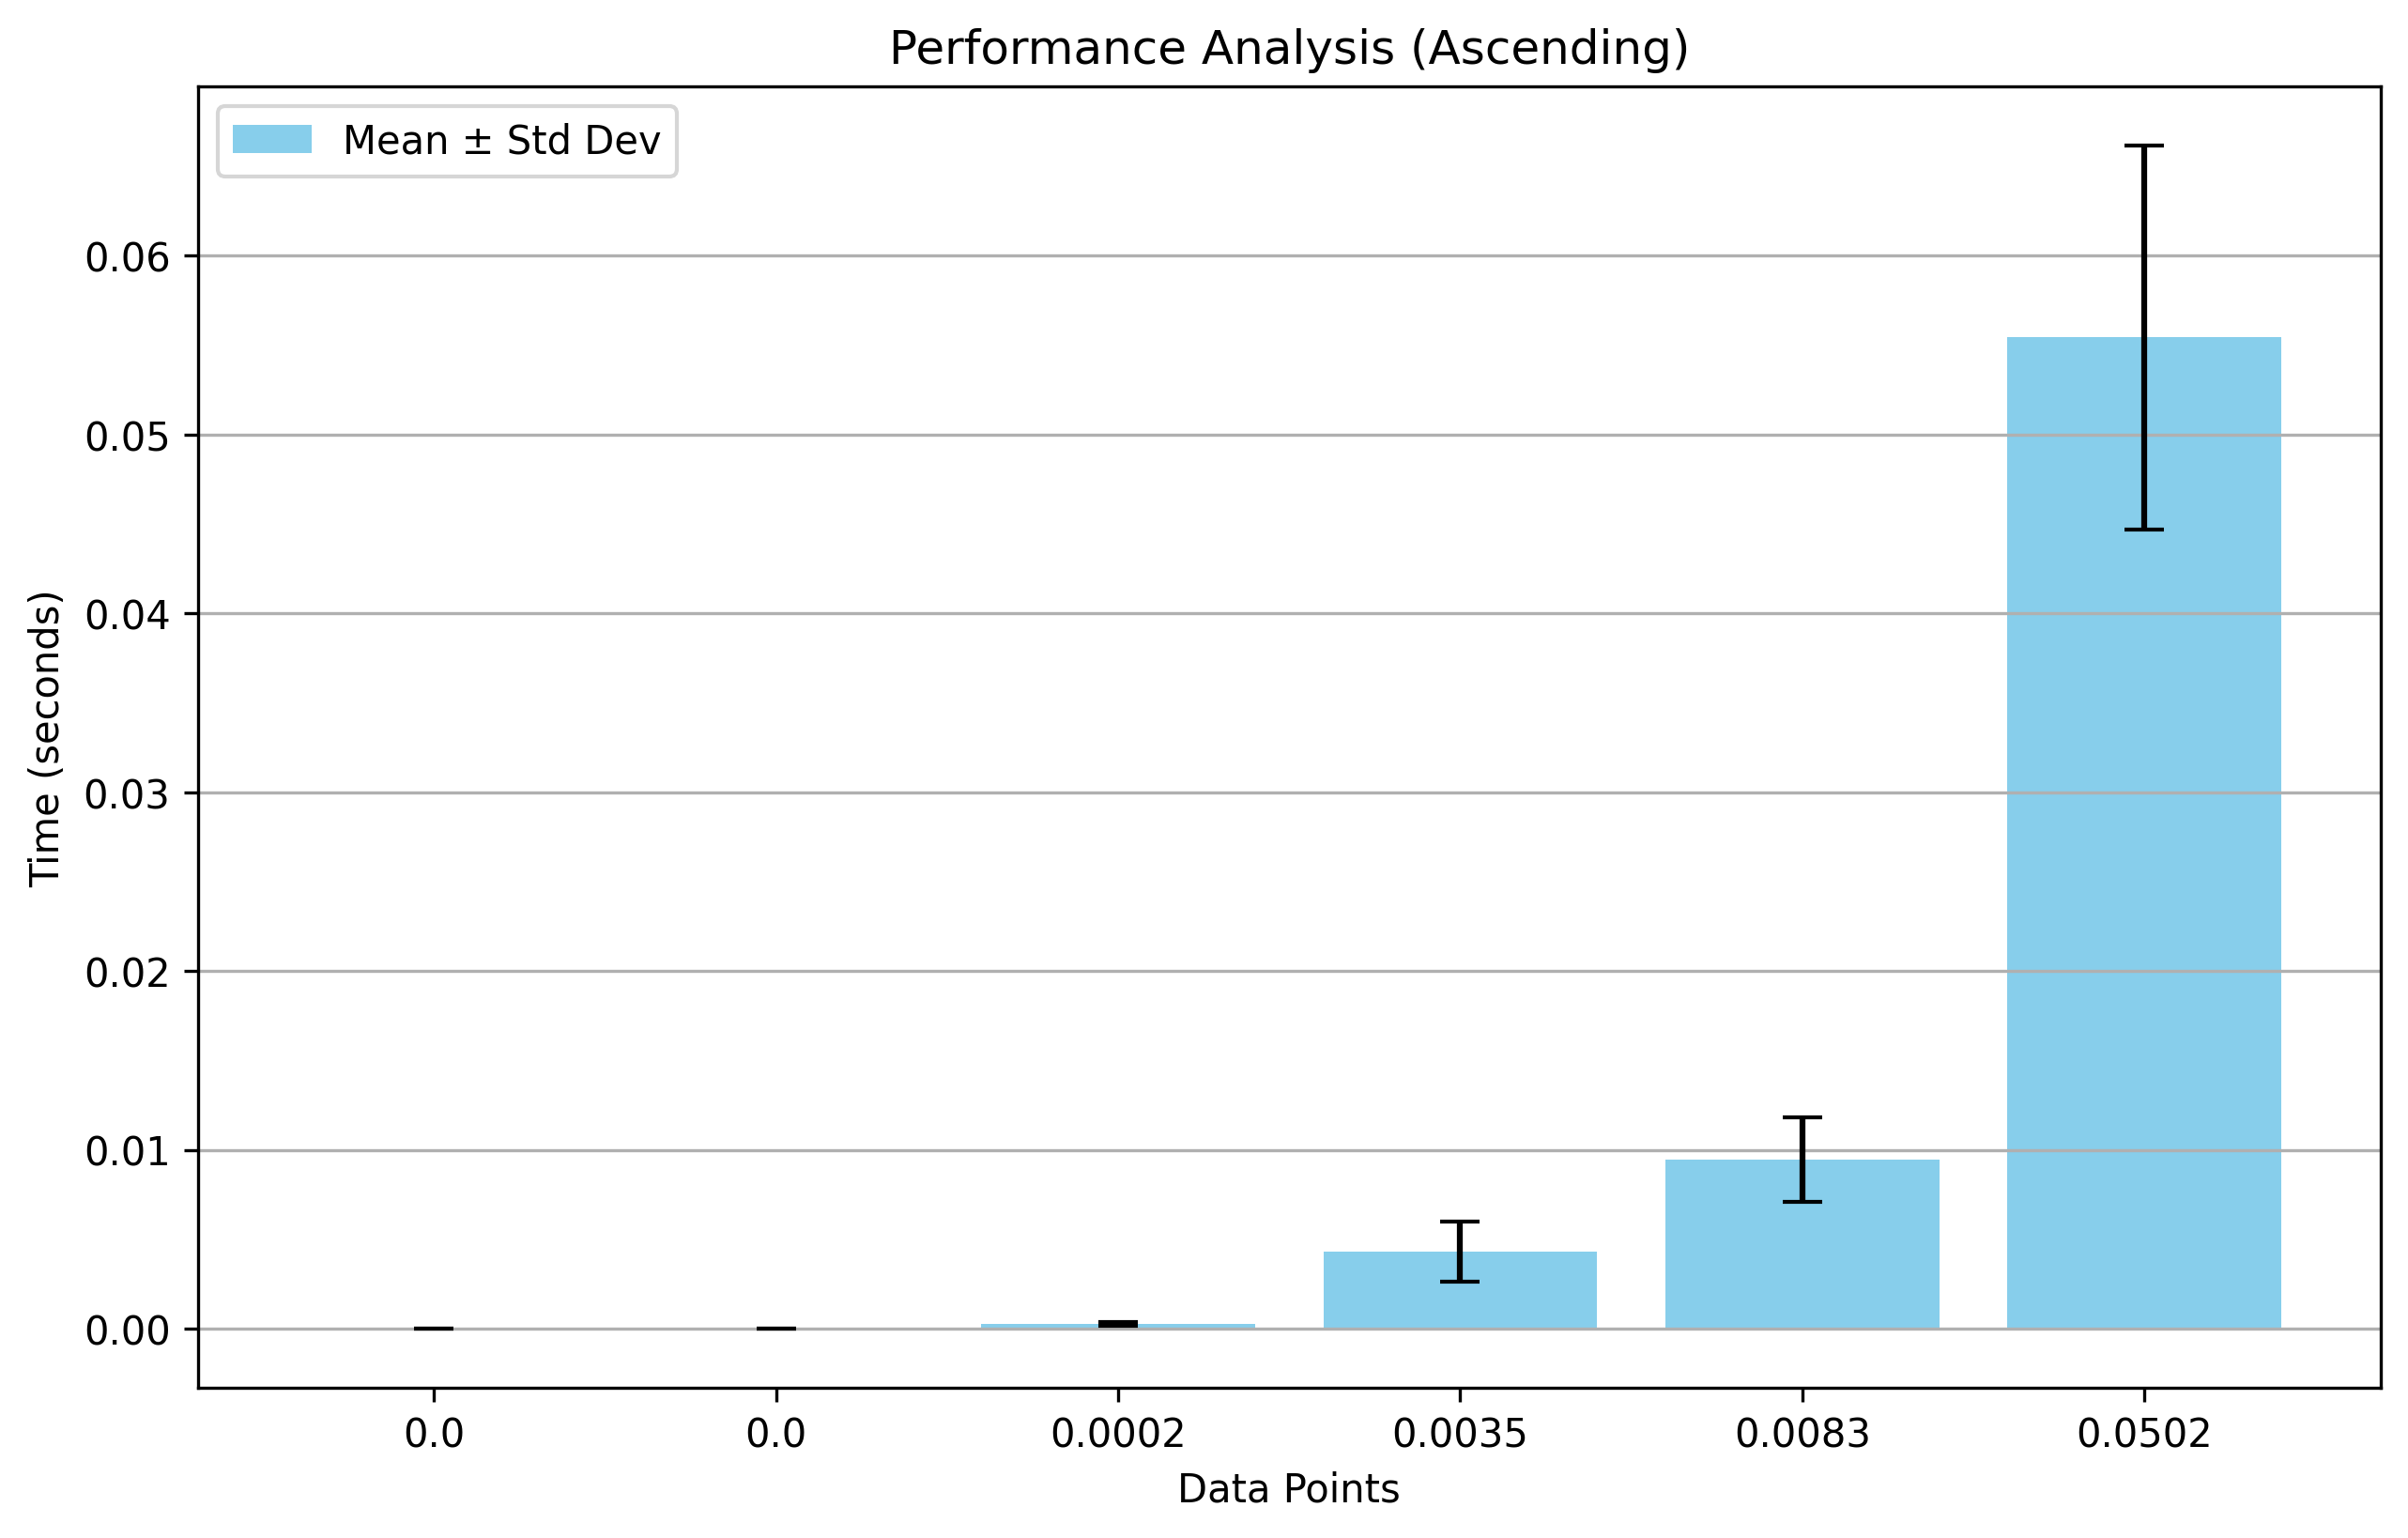 Performance Analysis (Ascending)
Mean ± Std Dev
0.06
0.05
0.04
0.03
0.02
0.01
0.00
Time (seconds)
0.0 0.0 0.0002 0.0035 0.0083 0.0502
Data Points